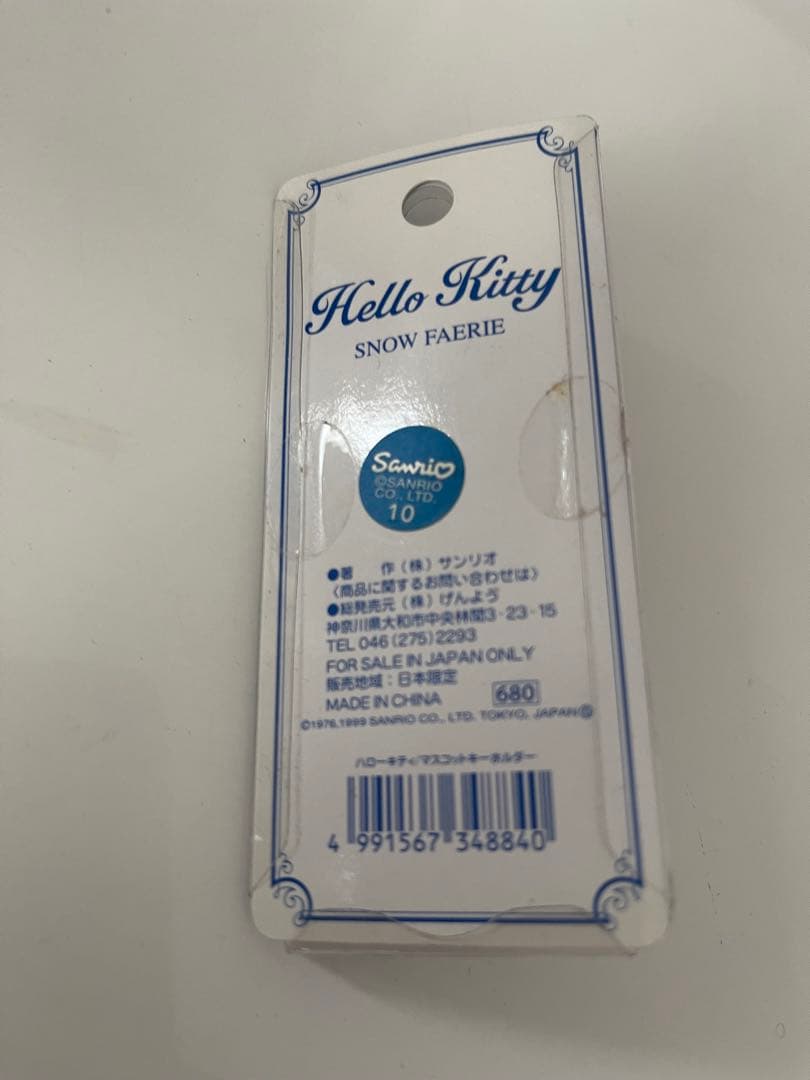 Hello Kitty
SNOW FAERIE
Sanrio
©SANRIO
CO., LTD.
10
●著　作（株）サンリオ
〈商品に関するお問い合わせは〉
●総発売元（株）げんよう
神奈川県大和市中央林間3-23-15
TEL 046(275)2293
FOR SALE IN JAPAN ONLY
販売地域：日本限定
MADE IN CHINA 680
©1976,1999 SANRIO CO., LTD. TOKYO, JAPAN Ⓖ
ハローキティ/マスコットキーホルダー
4 991567 348840